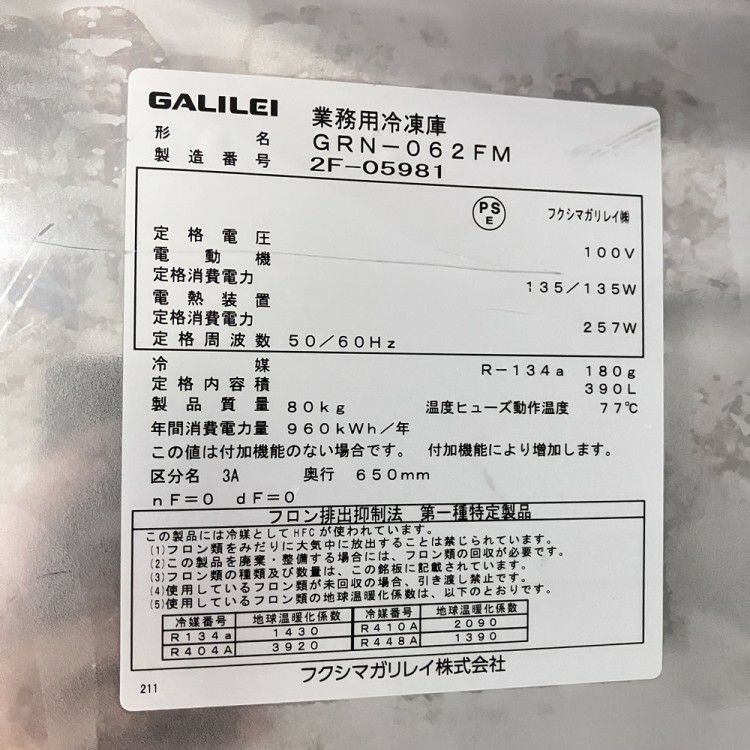 GALILEI 業務用冷凍庫
形名 GRN-062FM
製造番号 2F-05981
PSE フクシマガリレイ㈱
定格電圧 100V
電動機
定格消費電力 135/135W
電熱装置
定格消費電力 257W
定格周波数 50/60Hz
冷媒 R-134a 180g
定格内容積 390L
製品質量 80kg 温度ヒューズ動作温度 77℃
年間消費電力量 960kWh/年
この値は付加機能のない場合です。 付加機能により増加します。
区分名 3A 奥行 650mm
nF=0 dF=0
フロン排出抑制法 第一種特定製品
この製品には冷媒としてHFCが使われています。
(1)フロン類をみだりに大気中に放出することは禁じられています。
(2)この製品を廃棄・整備する場合には、フロン類の回収が必要です。
(3)フロン類の種類及び数量は、この銘板に記載されています。
(4)使用しているフロン類が未回収の場合、引き渡し禁止です。
(5)使用しているフロン類の地球温暖化係数は、以下のとおりです。
冷媒番号 地球温暖化係数 冷媒番号 地球温暖化係数
R134a 1430 R410A 2090
R404A 3920 R448A 1390
フクシマガリレイ株式会社
211